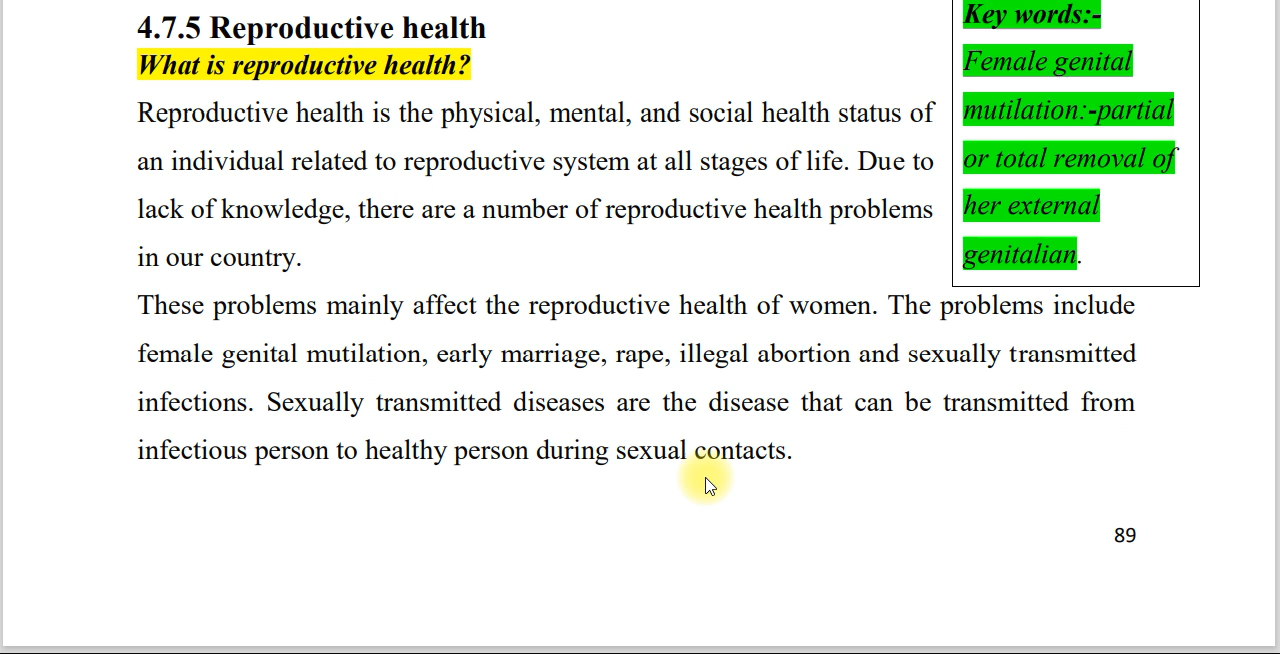 4.7.5 Reproductive health
What is reproductive health?
Reproductive health is the physical, mental, and social health status of
an individual related to reproductive system at all stages of life. Due to
lack of knowledge, there are a number of reproductive health problems
in our country.
Key words:-
Female genital
mutilation:-partial
or total removal of
her external
genitalian.
These problems mainly affect the reproductive health of women. The problems include
female genital mutilation, early marriage, rape, illegal abortion and sexually transmitted
infections. Sexually transmitted diseases are the disease that can be transmitted from
infectious person to healthy person during sexual contacts.
89